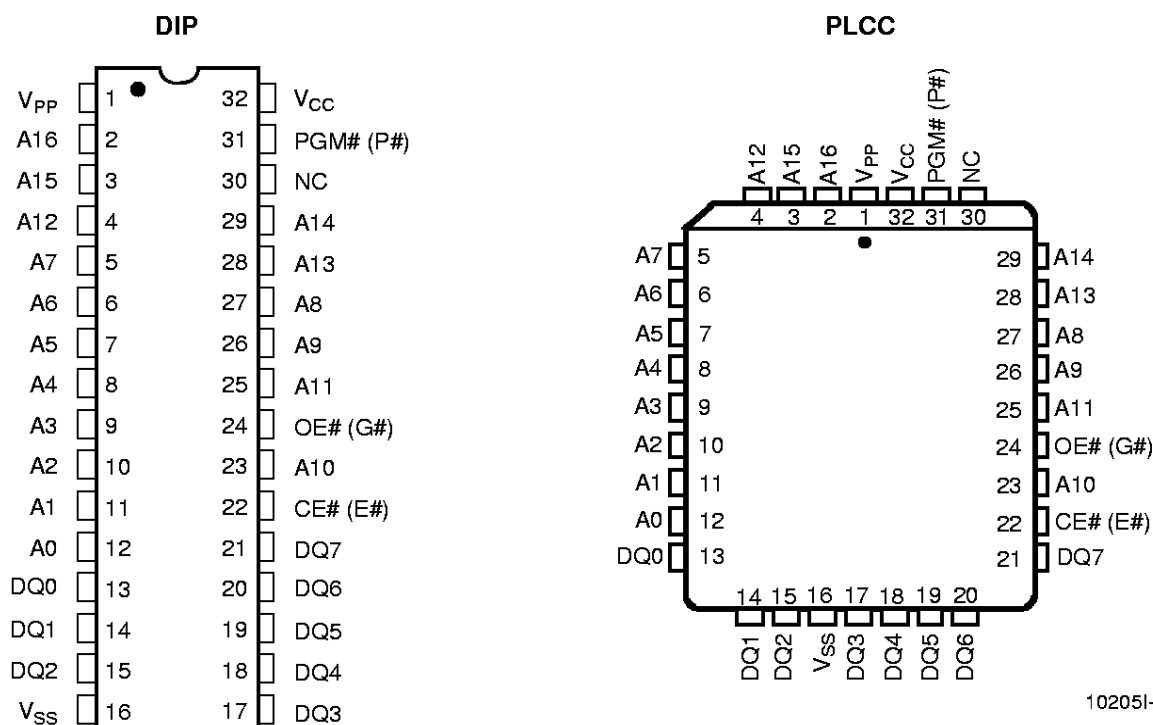 DIP
V_PP 1 32 V_CC
A16 2 31 PGM# (P#)
A15 3 30 NC
A12 4 29 A14
A7 5 28 A13
A6 6 27 A8
A5 7 26 A9
A4 8 25 A11
A3 9 24 OE# (G#)
A2 10 23 A10
A1 11 22 CE# (E#)
A0 12 21 DQ7
DQ0 13 20 DQ6
DQ1 14 19 DQ5
DQ2 15 18 DQ4
V_SS 16 17 DQ3
PLCC
A12 A15 A16 V_PP V_CC PGM# (P#) NC
4 3 2 1 32 31 30
A7 5 29 A14
A6 6 28 A13
A5 7 27 A8
A4 8 26 A9
A3 9 25 A11
A2 10 24 OE# (G#)
A1 11 23 A10
A0 12 22 CE# (E#)
DQ0 13 21 DQ7
14 15 16 17 18 19 20
DQ1 DQ2 V_SS DQ3 DQ4 DQ5 DQ6
10205I-